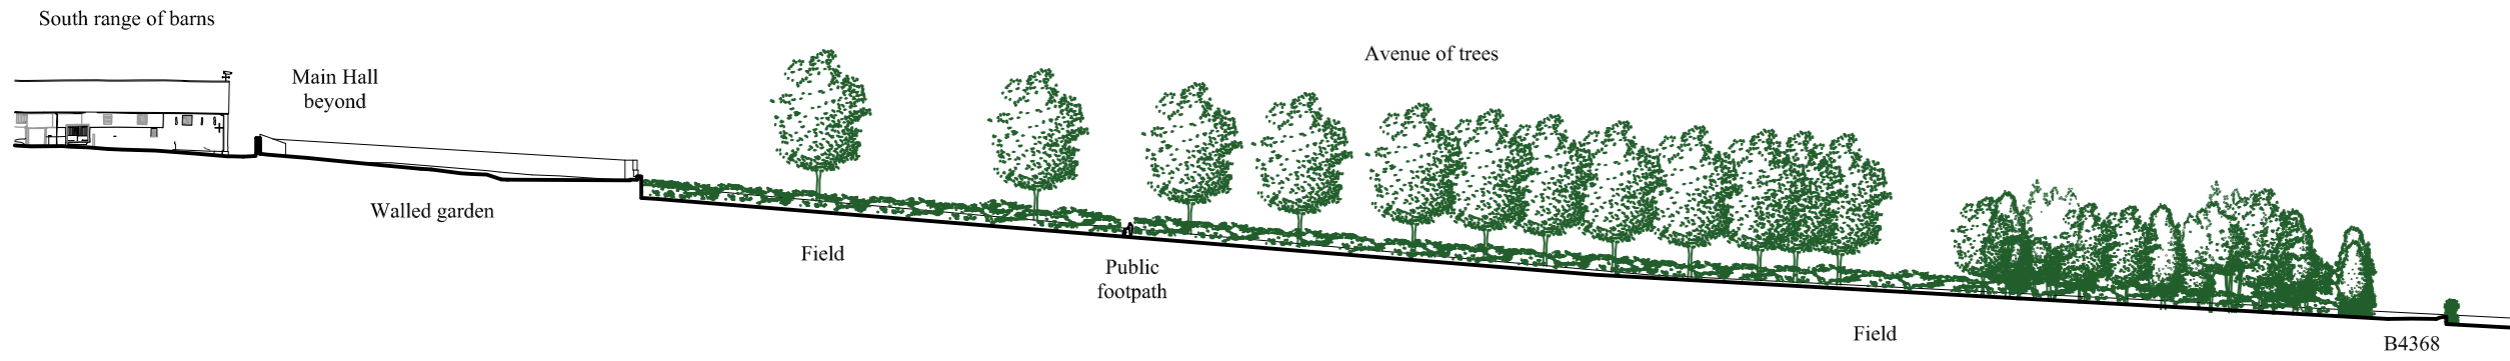 South range of barns
Main Hall
beyond
Avenue of trees
Walled garden
Field
Public
footpath
Field
B4368